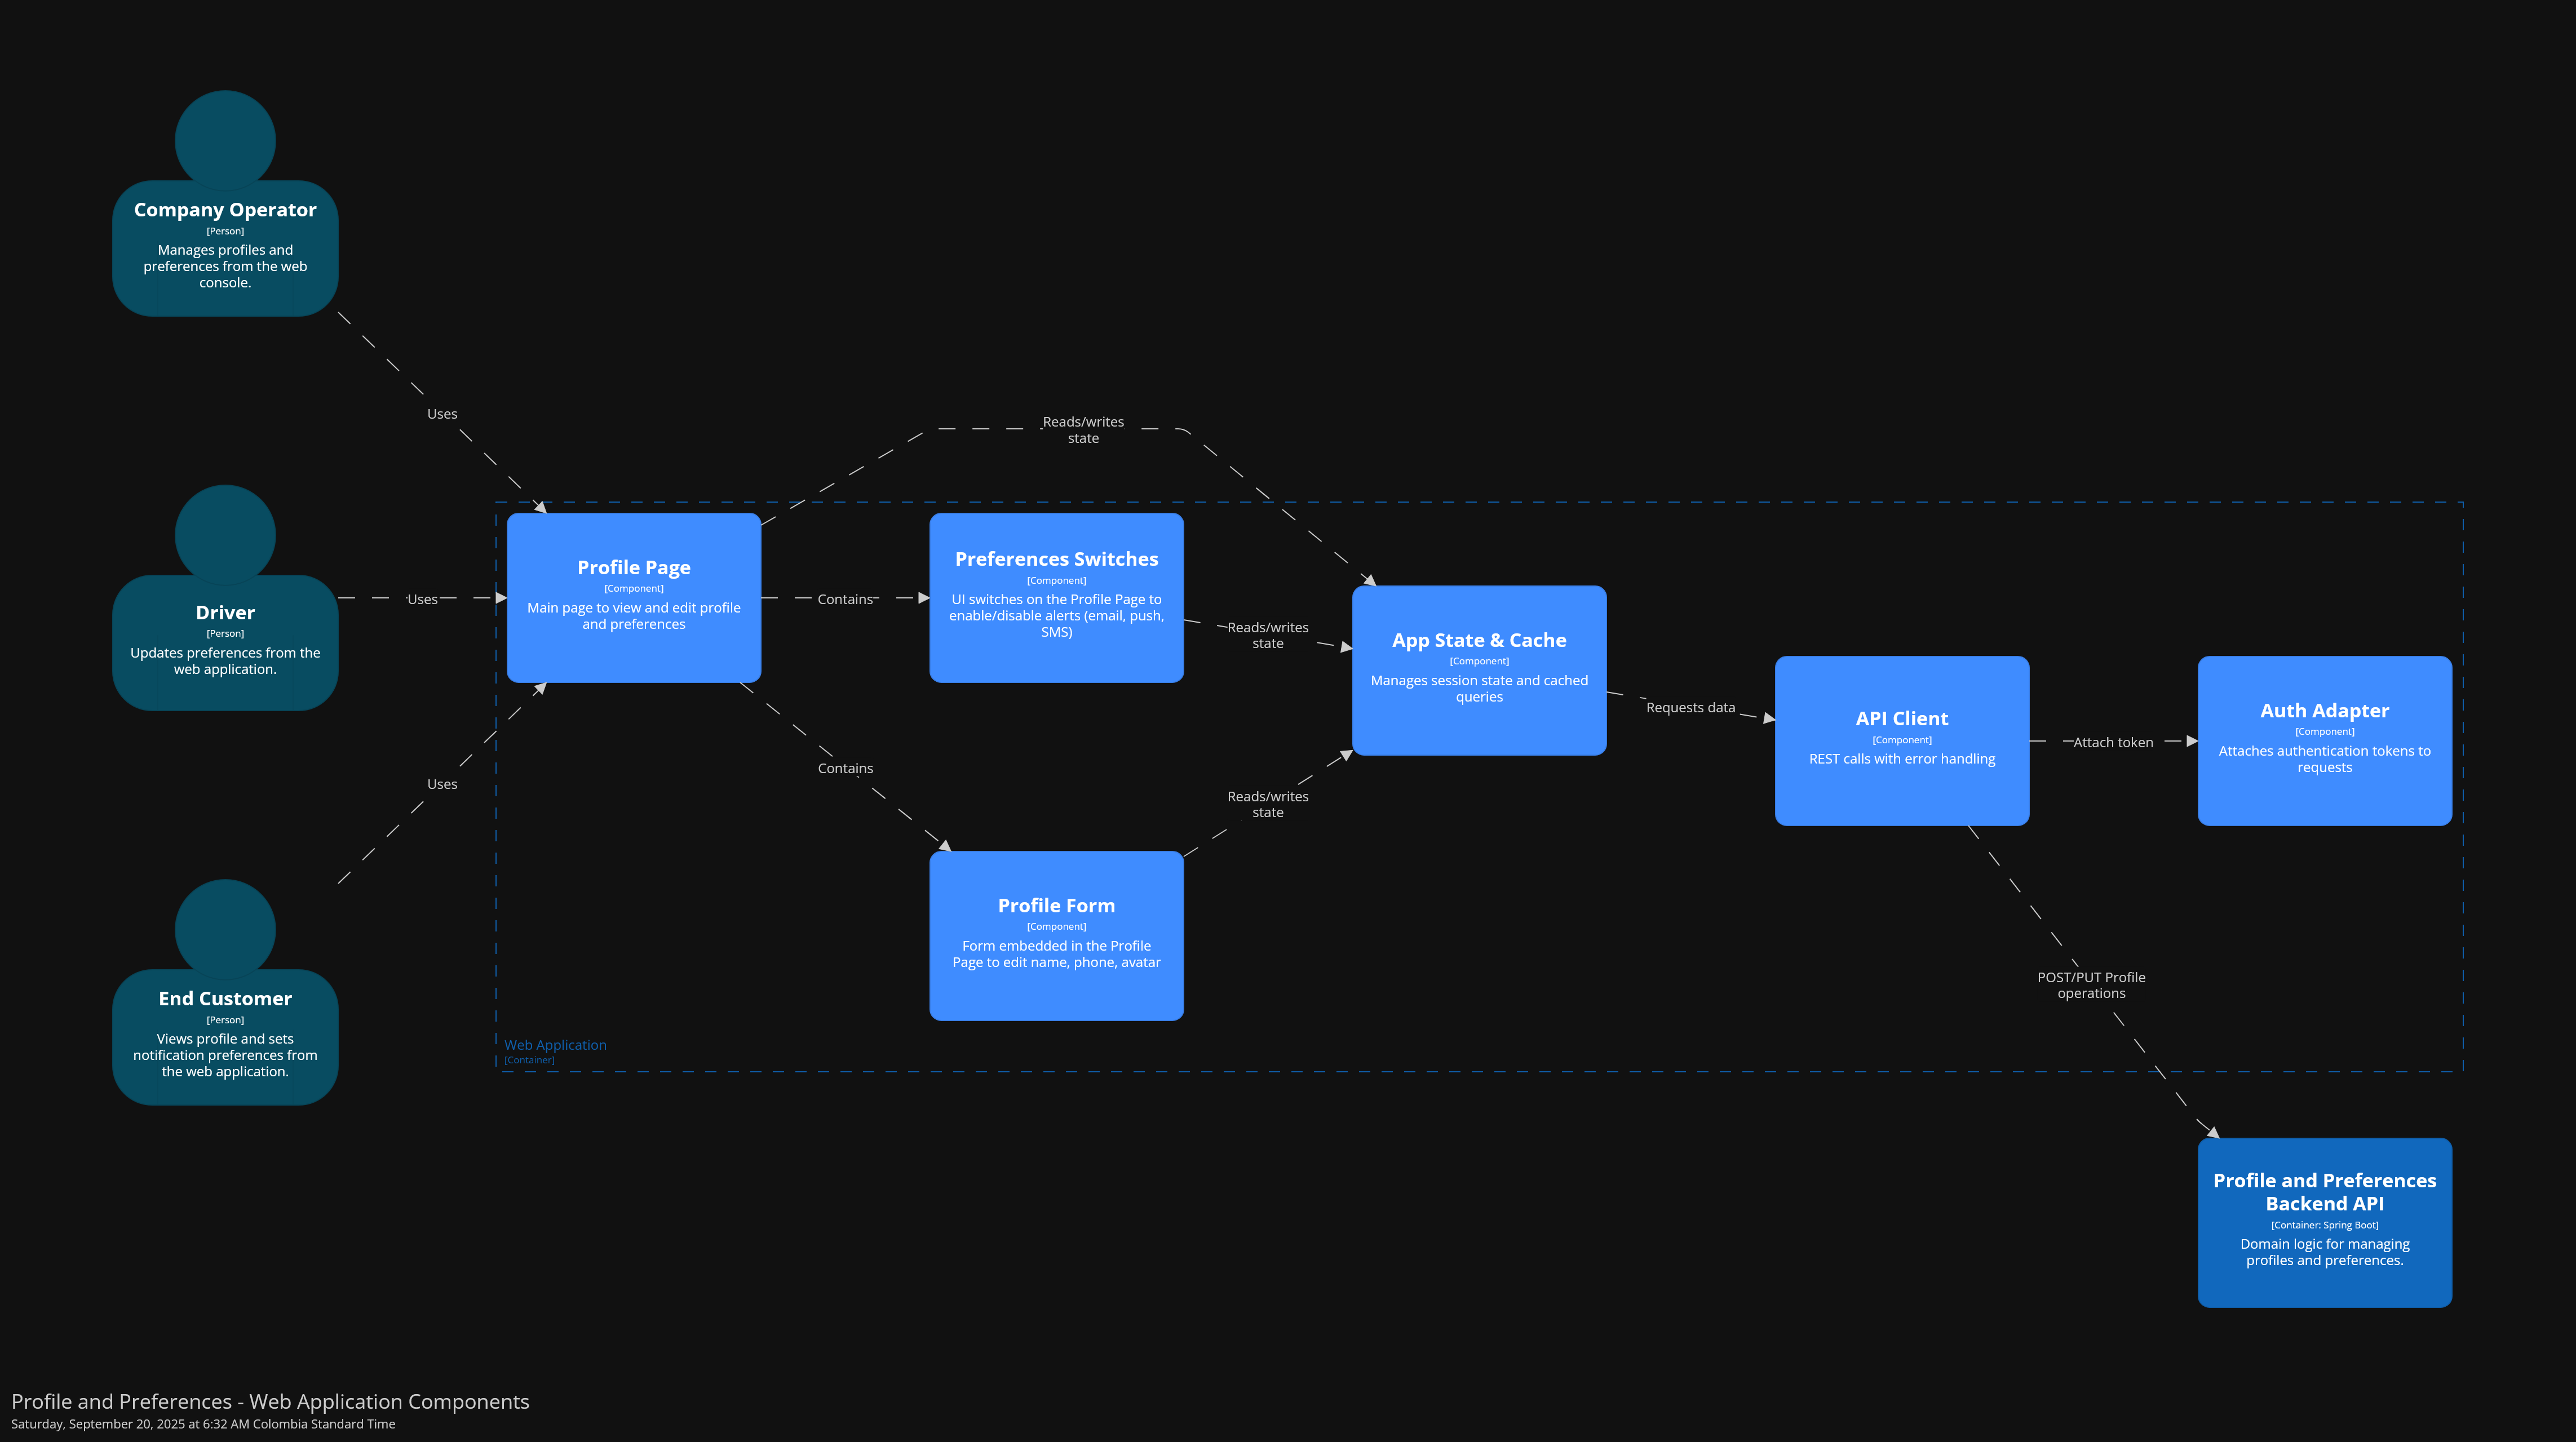 Company Operator
[Person]
Manages profiles and
preferences from the web
console.
Uses
Driver
[Person]
Updates preferences from the
web application.
Uses
End Customer
[Person]
Views profile and sets
notification preferences from
the web application.
Uses
Profile Page
[Component]
Main page to view and edit profile
and preferences
Reads/writes
state
Contains
Contains
Preferences Switches
[Component]
UI switches on the Profile Page to
enable/disable alerts (email, push,
SMS)
Reads/writes
state
Profile Form
[Component]
Form embedded in the Profile
Page to edit name, phone, avatar
Reads/writes
state
App State & Cache
[Component]
Manages session state and cached
queries
Requests data
API Client
[Component]
REST calls with error handling
Attach token
Auth Adapter
[Component]
Attaches authentication tokens to
requests
POST/PUT Profile
operations
Web Application
[Container]
Profile and Preferences
Backend API
[Container: Spring Boot]
Domain logic for managing
profiles and preferences.
Profile and Preferences - Web Application Components
Saturday, September 20, 2025 at 6:32 AM Colombia Standard Time